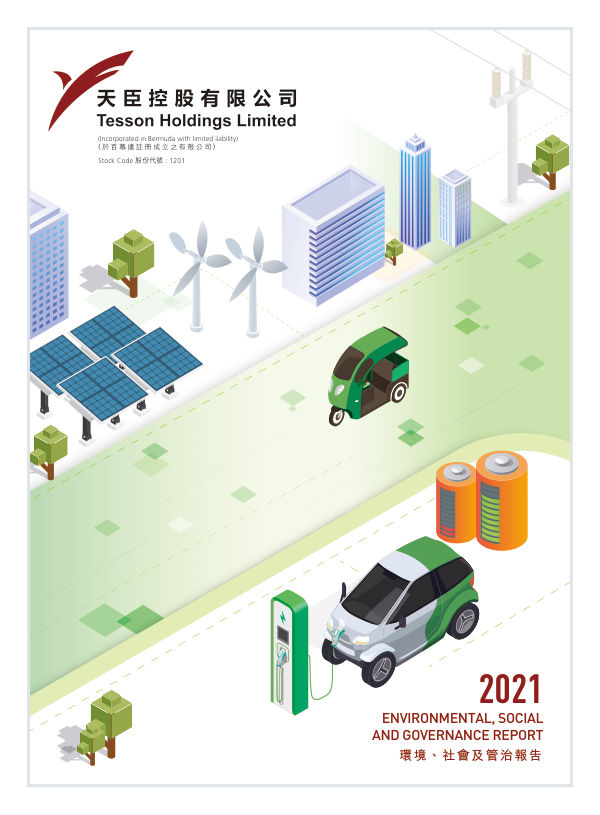 天臣控股有限公司
Tesson Holdings Limited
(Incorporated in Bermuda with limited liability)
(於百慕達註冊成立之有限公司)
Stock Code 股份代號 : 1201
2021
ENVIRONMENTAL, SOCIAL
AND GOVERNANCE REPORT
環境、社會及管治報告